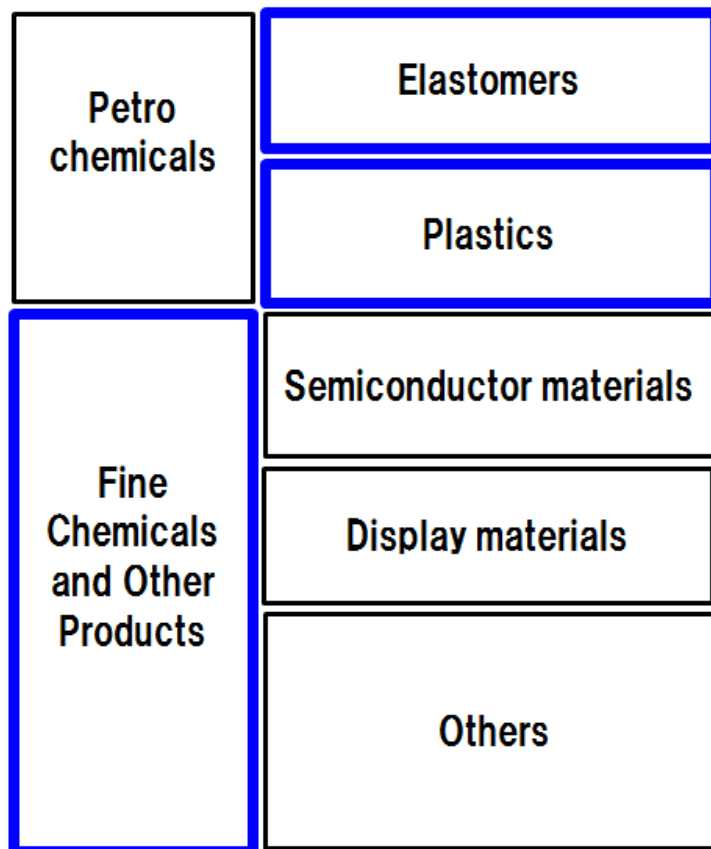 Petro
chemicals
Elastomers
Plastics
Fine
Chemicals
and Other
Products
Semiconductor materials
Display materials
Others